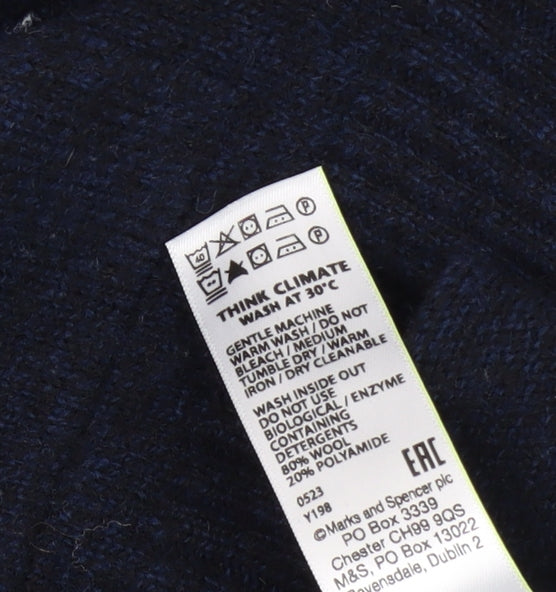 40 P
P
THINK CLIMATE
WASH AT 30°C
GENTLE MACHINE
WARM WASH / DO NOT
BLEACH / MEDIUM
TUMBLE DRY / WARM
IRON / DRY CLEANABLE
WASH INSIDE OUT
DO NOT USE
BIOLOGICAL / ENZYME
CONTAINING
DETERGENTS
80% WOOL
20% POLYAMIDE
EAC
0523
Y198
©Marks and Spencer plc
PO Box 3339
Chester CH99 9QS
M&S, PO Box 13022
Dublin 2